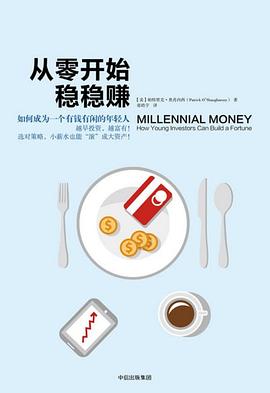 从零开始
稳稳赚
[美]帕特里克·奥肖内西（Patrick O'Shaughnessy）著
如何成为一个有钱有闲的年轻人
越早投资，越富有！
选对策略，小薪水也能“滚”成大资产！
MILLENNIAL MONEY
How Young Investors Can Build a Fortune
中信出版集团